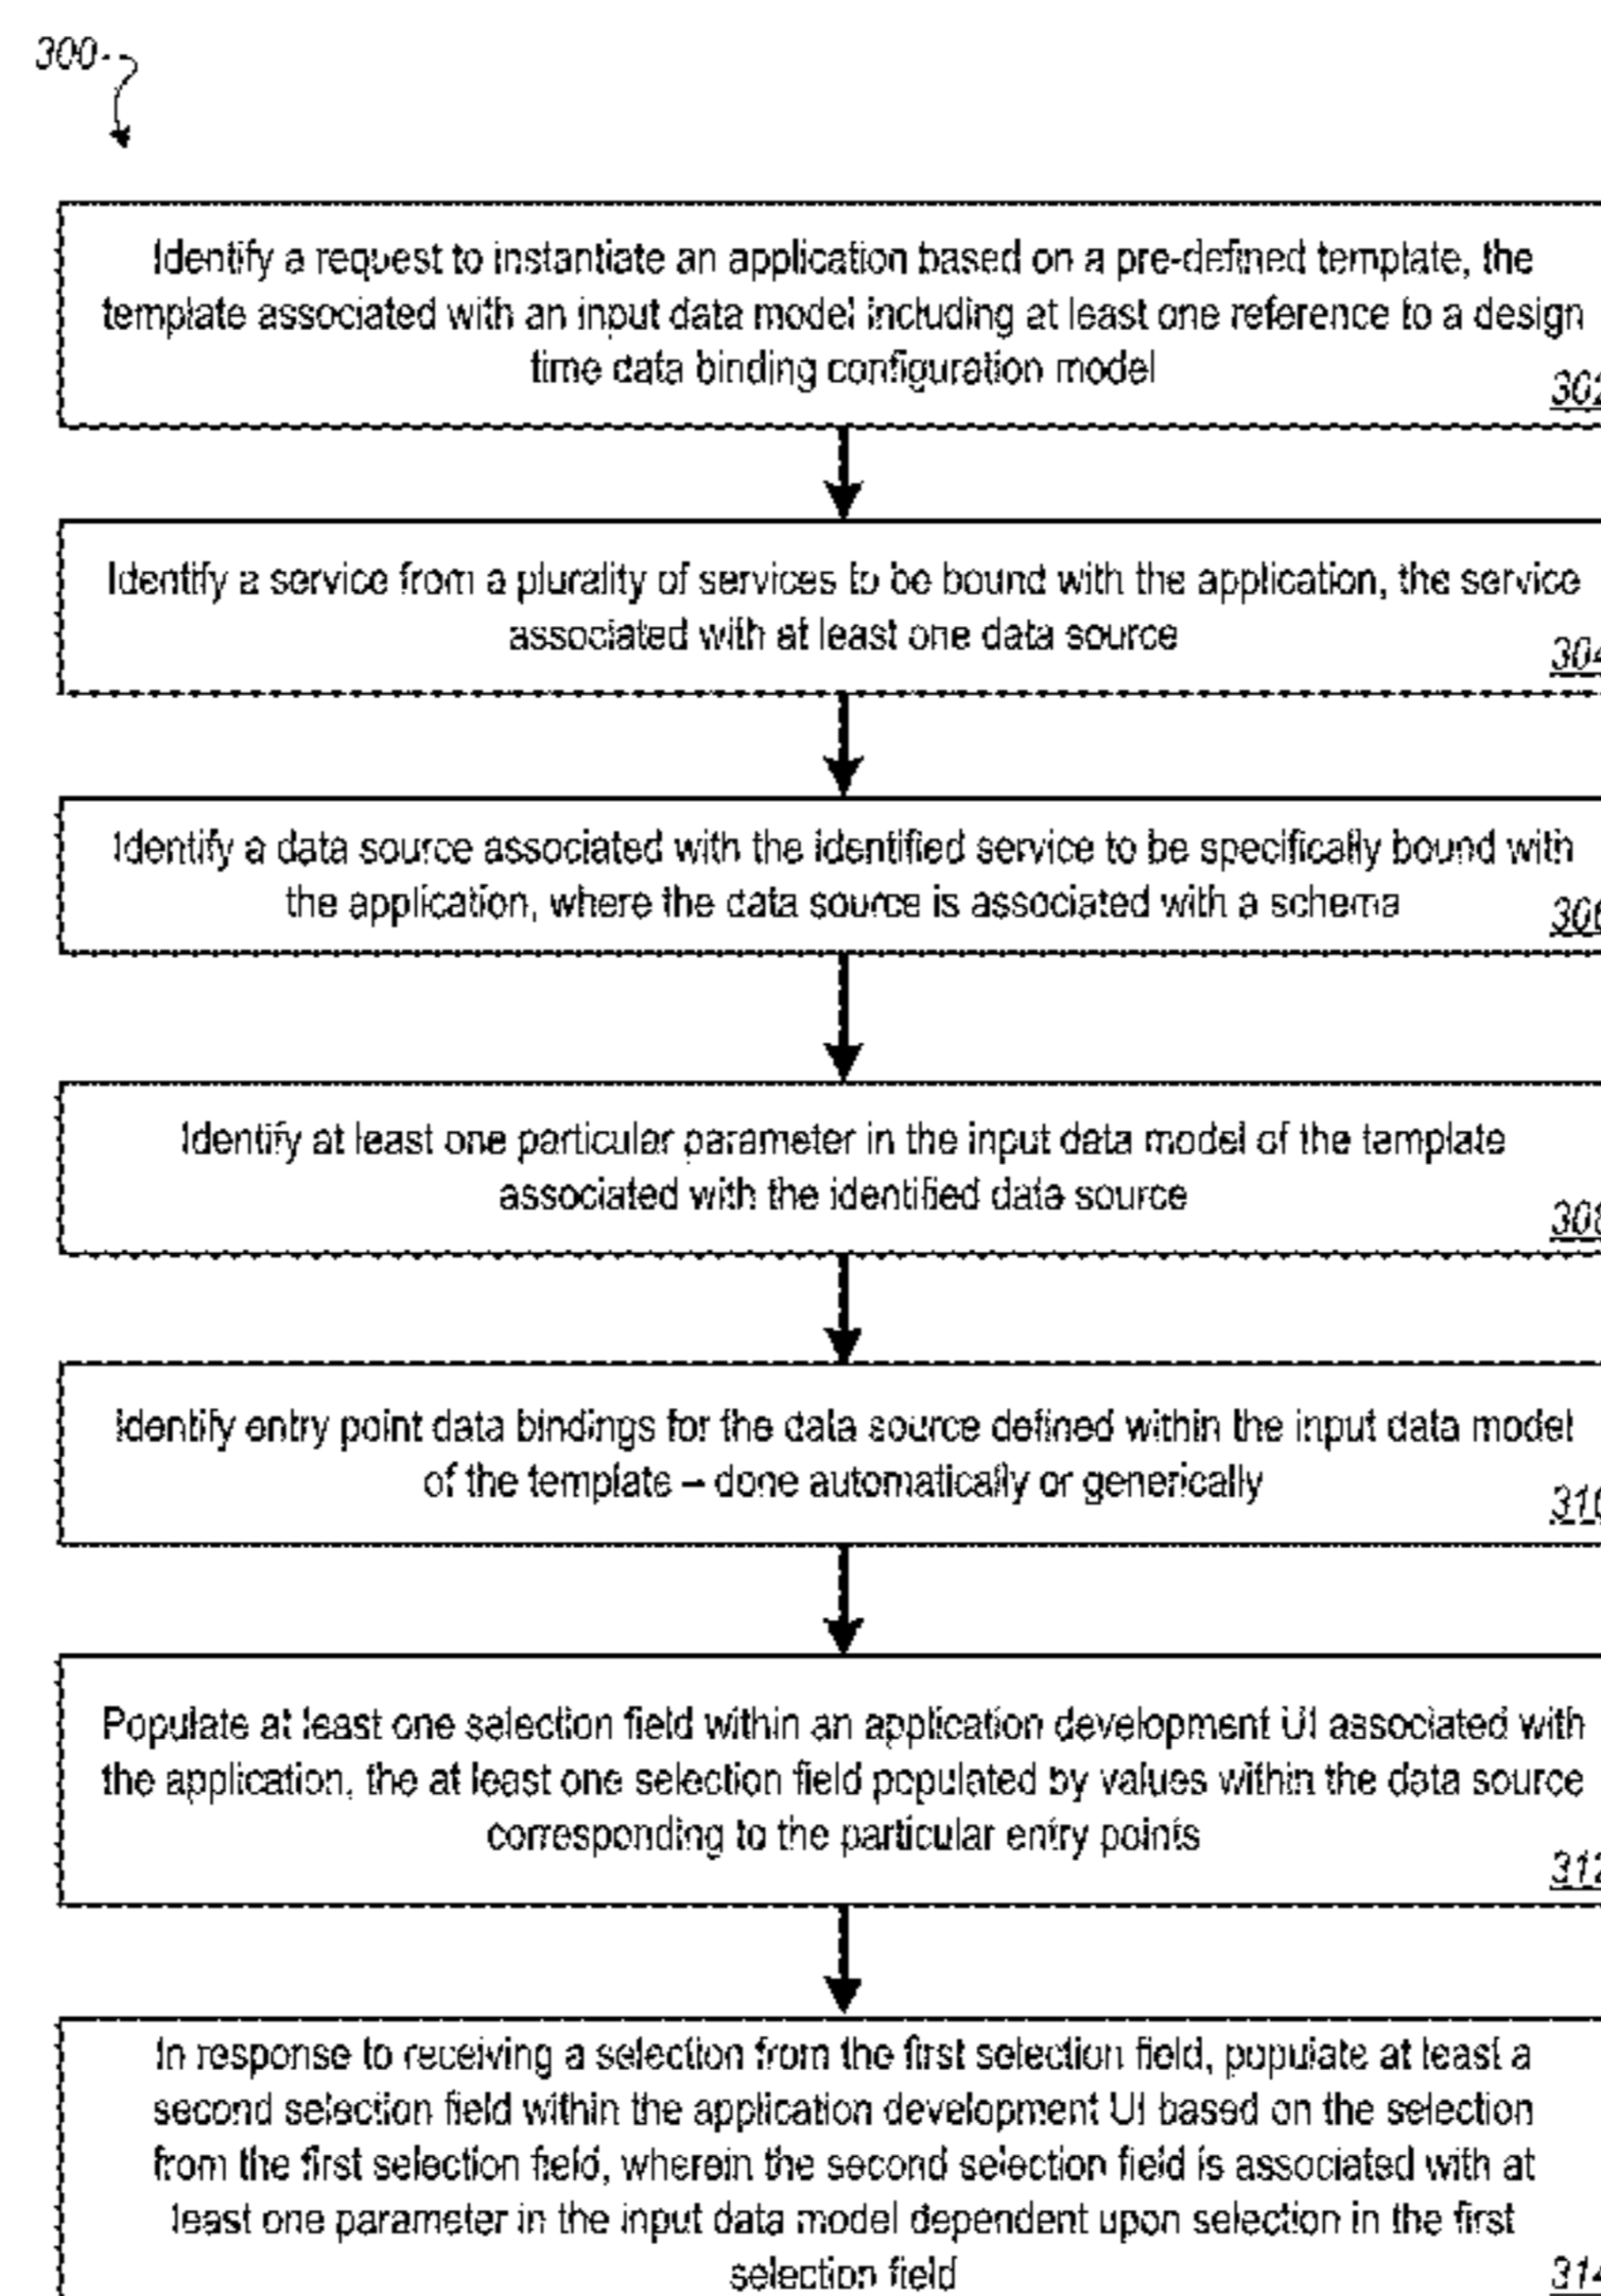 300
Identify a request to instantiate an application based on a pre-defined template, the
template associated with an input data model including at least one reference to a design
time data binding configuration model
302
Identify a service from a plurality of services to be bound with the application, the service
associated with at least one data source
304
Identify a data source associated with the identified service to be specifically bound with
the application, where the data source is associated with a schema
306
Identify at least one particular parameter in the input data model of the template
associated with the identified data source
308
Identify entry point data bindings for the data source defined within the input data model
of the template – done automatically or generically
310
Populate at least one selection field within an application development UI associated with
the application, the at least one selection field populated by values within the data source
corresponding to the particular entry points
312
In response to receiving a selection from the first selection field, populate at least a
second selection field within the application development UI based on the selection
from the first selection field, wherein the second selection field is associated with at
least one parameter in the input data model dependent upon selection in the first
selection field
314